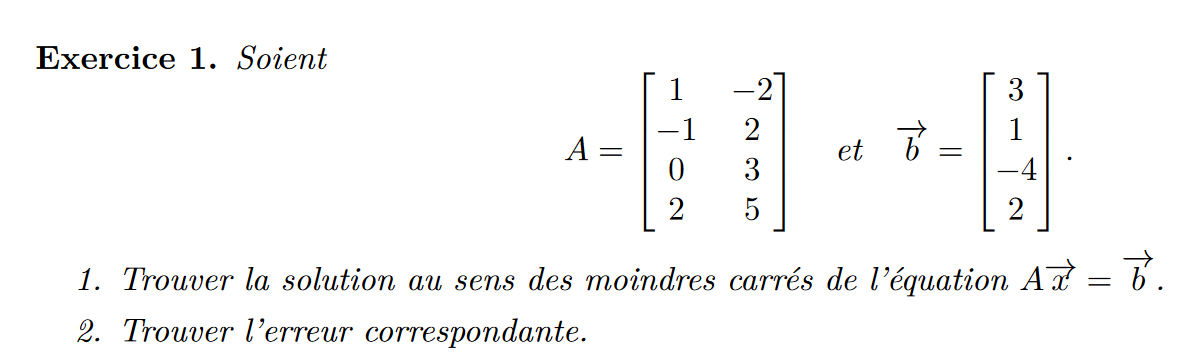 Exercice 1. Soient
A = \begin{bmatrix} 1 & -2 \\ -1 & 2 \\ 0 & 3 \\ 2 & 5 \end{bmatrix} et \overrightarrow{b} = \begin{bmatrix} 3 \\ 1 \\ -4 \\ 2 \end{bmatrix}.
1. Trouver la solution au sens des moindres carrés de l'équation A\overrightarrow{x} = \overrightarrow{b}.
2. Trouver l'erreur correspondante.